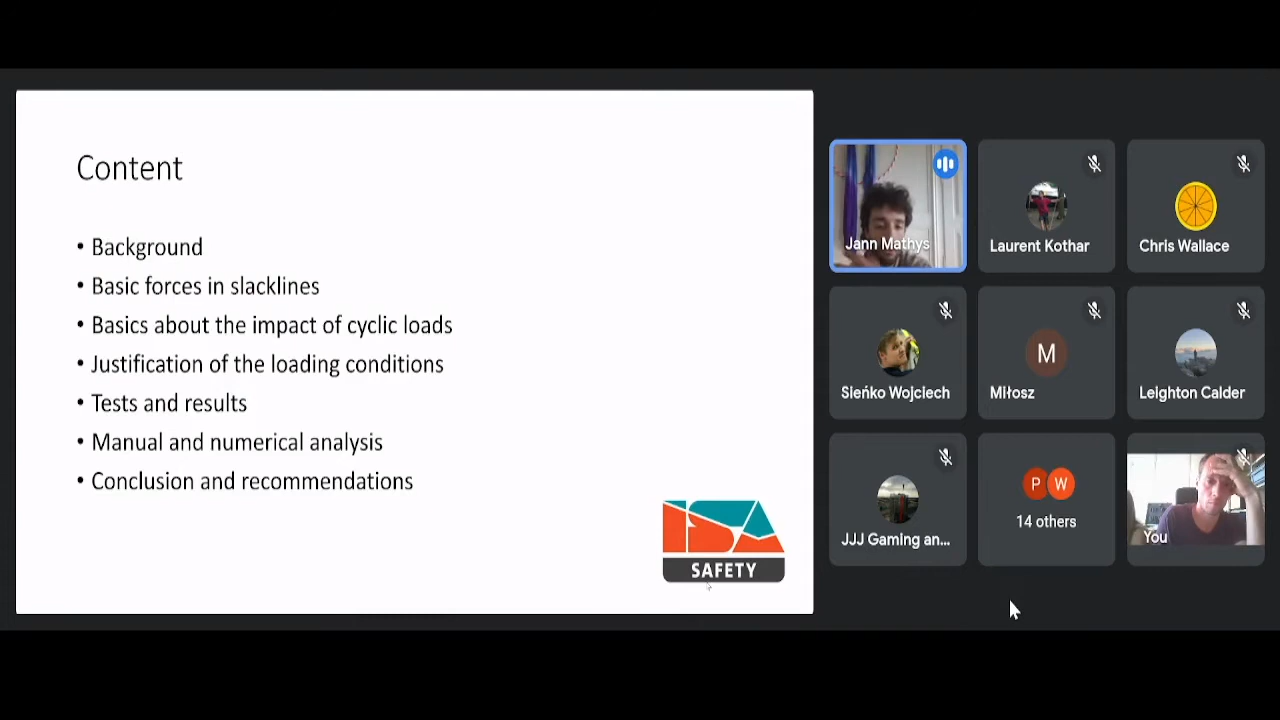 Content
• Background
• Basic forces in slacklines
• Basics about the impact of cyclic loads
• Justification of the loading conditions
• Tests and results
• Manual and numerical analysis
• Conclusion and recommendations
ISA
SAFETY
Jann Mathys
Laurent Kothar
Chris Wallace
Sieńko Wojciech
M
Miłosz
Leighton Calder
JJJ Gaming an...
P W
14 others
You